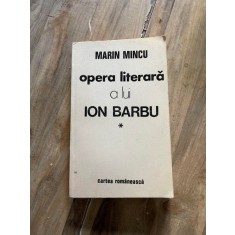 MARIN MINCU
opera literară
a lui
ION BARBU
*
cartea românească